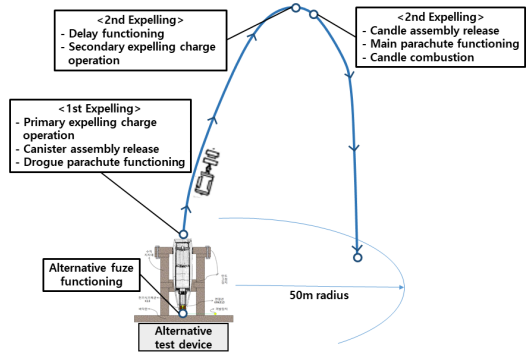 <2nd Expelling>
- Delay functioning
- Secondary expelling charge
operation
<2nd Expelling>
- Candle assembly release
- Main parachute functioning
- Candle combustion
<1st Expelling>
- Primary expelling charge
operation
- Canister assembly release
- Drogue parachute functioning
Alternative fuze
functioning
50m radius
Alternative
test device